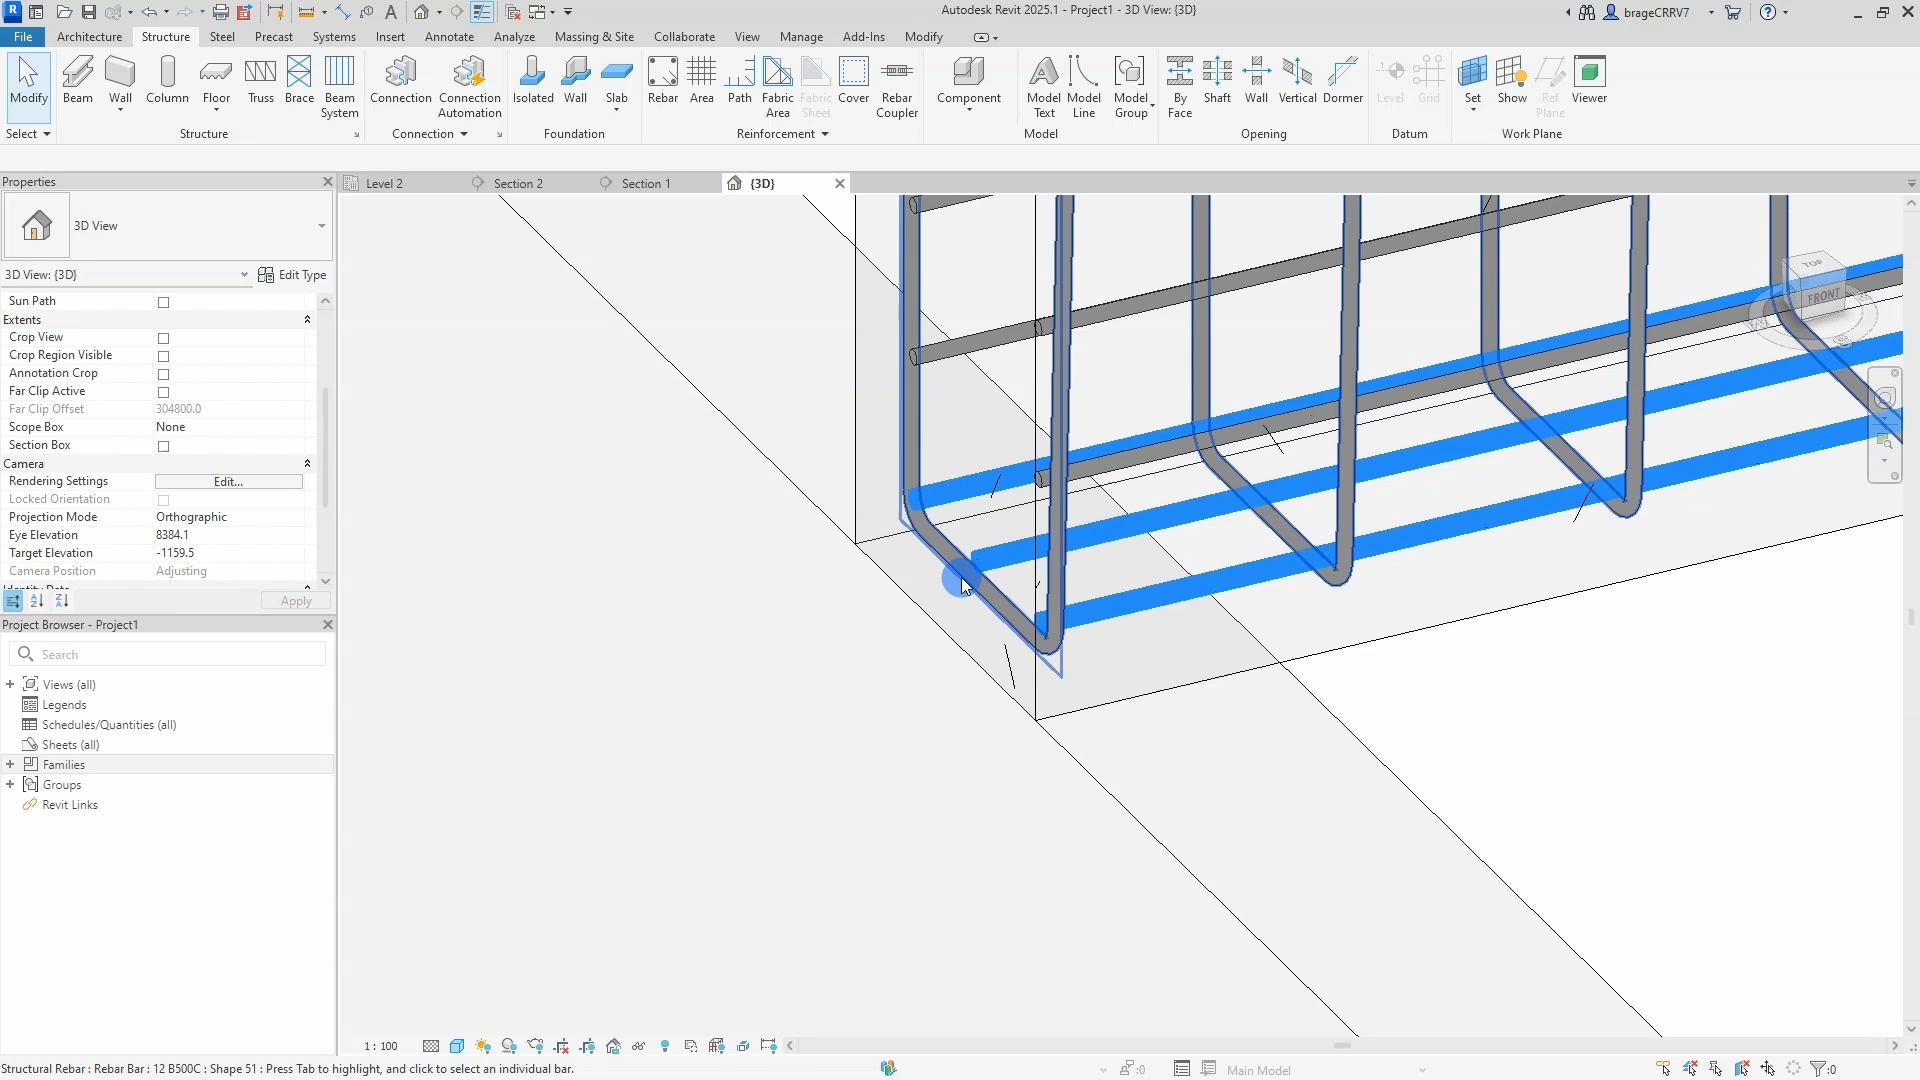 Autodesk Revit 2025.1 - Project1 - 3D View: {3D}
brageCRRV7
File Architecture Structure Steel Precast Systems Insert Annotate Analyze Massing & Site Collaborate View Manage Add-Ins Modify
Modify Beam Wall Column Floor Truss Brace Beam System Connection Connection Automation Isolated Wall Slab Rebar Area Path Fabric Area Fabric Sheet Cover Rebar Coupler Component Model Text Model Line Model Group By Face Shaft Wall Vertical Dormer Level Grid Set Show Ref Plane Viewer
Select Structure Connection Foundation Reinforcement Model Opening Datum Work Plane
Properties
Level 2 Section 2 Section 1 {3D}
3D View
3D View: {3D} Edit Type
Sun Path
Extents
Crop View
Crop Region Visible
Annotation Crop
Far Clip Active
Far Clip Offset 304800.0
Scope Box None
Section Box
Camera
Rendering Settings Edit...
Locked Orientation
Projection Mode Orthographic
Eye Elevation 8384.1
Target Elevation -1159.5
Camera Position Adjusting
Identity Data
Apply
TOP
FRONT
Project Browser - Project1
Search
Views (all)
Legends
Schedules/Quantities (all)
Sheets (all)
Families
Groups
Revit Links
1 : 100
Structural Rebar : Rebar Bar : 12 B500C : Shape 51 : Press Tab to highlight, and click to select an individual bar.
:0
Main Model
:0